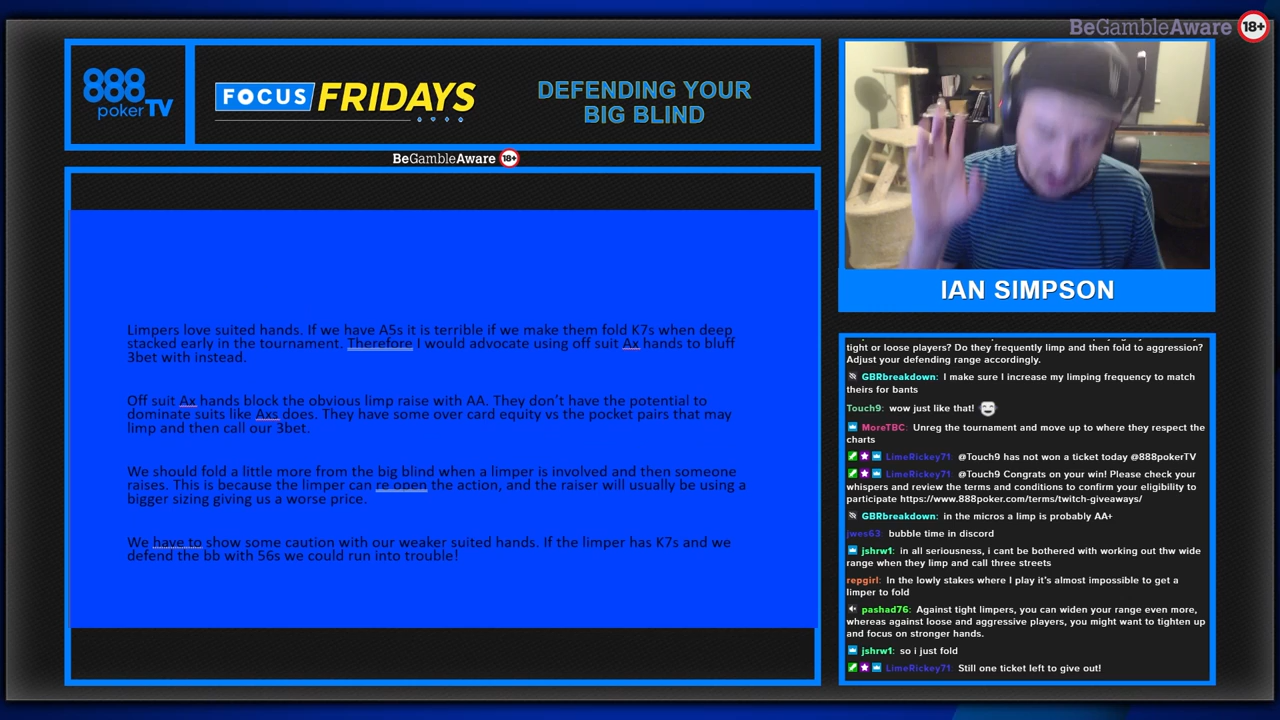 BeGambleAware 18+
888
pokerTV
FOCUS FRIDAYS
DEFENDING YOUR
BIG BLIND
BeGambleAware 18+
Limpers love suited hands. If we have A5s it is terrible if we make them fold K7s when deep
stacked early in the tournament. Therefore I would advocate using off suit Ax hands to bluff
3bet with instead.
Off suit Ax hands block the obvious limp raise with AA. They don't have the potential to
dominate suits like Axs does. They have some over card equity vs the pocket pairs that may
limp and then call our 3bet.
We should fold a little more from the big blind when a limper is involved and then someone
raises. This is because the limper can re open the action, and the raiser will usually be using a
bigger sizing giving us a worse price.
We have to show some caution with our weaker suited hands. If the limper has K7s and we
defend the bb with 56s we could run into trouble!
IAN SIMPSON
tight or loose players? Do they frequently limp and then fold to aggression?
Adjust your defending range accordingly.
GBRbreakdown: I make sure I increase my limping frequency to match
theirs for bants
Touch9: wow just like that!
MoreTBC: Unreg the tournament and move up to where they respect the
charts
LimeRickey71: @Touch9 has not won a ticket today @888pokerTV
LimeRickey71: @Touch9 Congrats on your win! Please check your
whispers and review the terms and conditions to confirm your eligibility to
participate https://www.888poker.com/terms/twitch-giveaways/
GBRbreakdown: in the micros a limp is probably AA+
jwes63: bubble time in discord
jshrw1: in all seriousness, i cant be bothered with working out thw wide
range when they limp and call three streets
repgirl: In the lowly stakes where I play it's almost impossible to get a
limper to fold
pashad76: Against tight limpers, you can widen your range even more,
whereas against loose and aggressive players, you might want to tighten up
and focus on stronger hands.
jshrw1: so i just fold
LimeRickey71: Still one ticket left to give out!